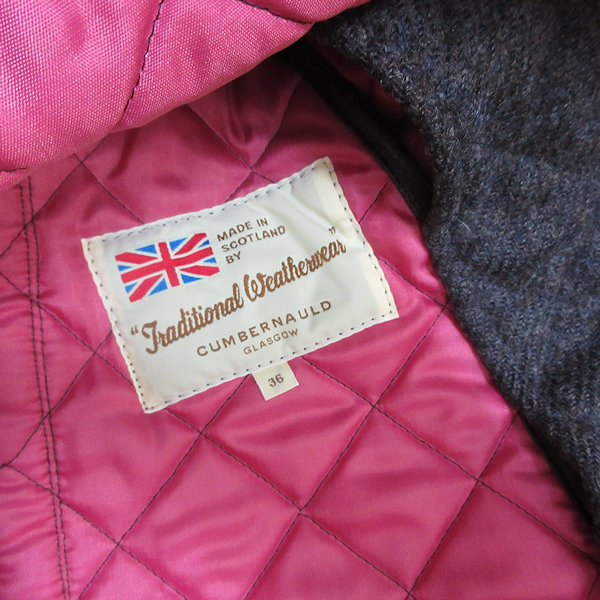 MADE IN
SCOTLAND
BY
"Traditional Weatherwear"
CUMBERNAULD
GLASGOW
36